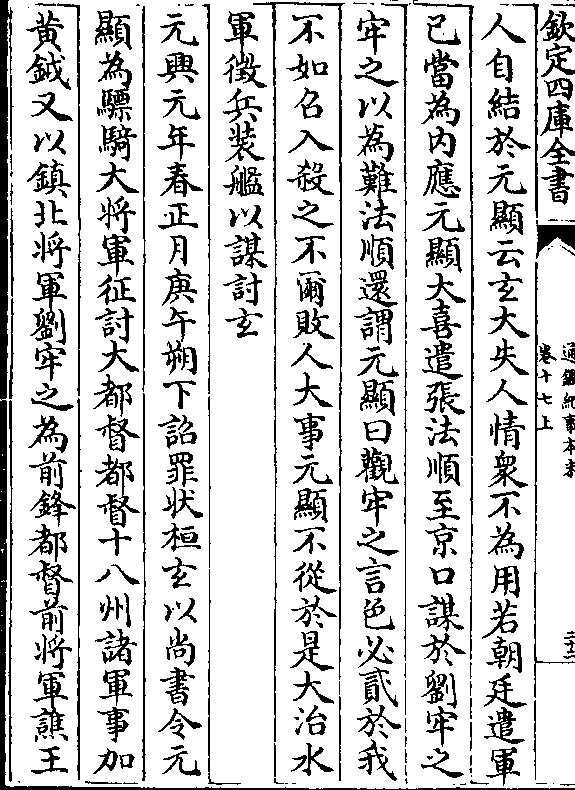 欽定四庫全書
通鑑紀事本末
卷十七上
三十二
人自結於元顯云玄大失人情衆不為用若朝廷遣軍
已當為内應元顯大喜遣張法順至京口謀於劉牢之
牢之以為難法順還謂元顯曰觀牢之言色必貳於我
不如召入殺之不爾敗人大事元顯不從於是大治水
軍徵兵装艦以謀討玄
元興元年春正月庚午朔下詔罪状桓玄以尚書令元
顯為驃騎大將軍征討大都督都督十八州諸軍事加
黄鉞又以鎮北將軍劉牢之為前鋒都督前將軍譙王